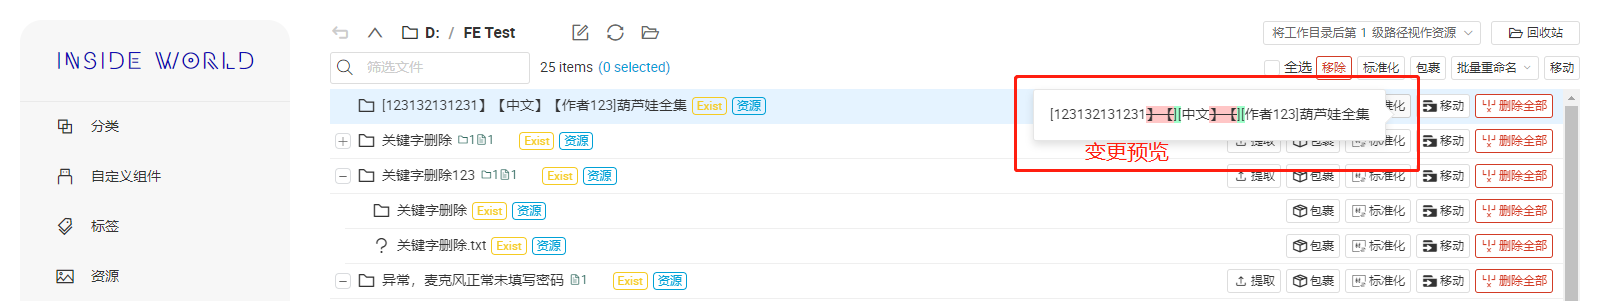 INSIDE WORLD
分类
自定义组件
标签
资源
D: / FE Test
将工作目录后第 1 级路径视作资源
回收站
筛选文件
25 items (0 selected)
全选 移除 标准化 包裹 批量重命名 移动
[123132131231】【中文】【作者123]葫芦娃全集 Exist 资源
[123132131231】【][中文】【][作者123]葫芦娃全集
准化 移动 删除全部
变更预览
关键字删除 1 1 Exist 资源
提取 包裹 标准化 移动 删除全部
关键字删除123 1 1 Exist 资源
提取 包裹 标准化 移动 删除全部
关键字删除 Exist 资源
包裹 标准化 移动 删除全部
关键字删除.txt Exist 资源
包裹 标准化 移动 删除全部
异常，麦克风正常未填写密码 1 Exist 资源
提取 包裹 标准化 移动 删除全部